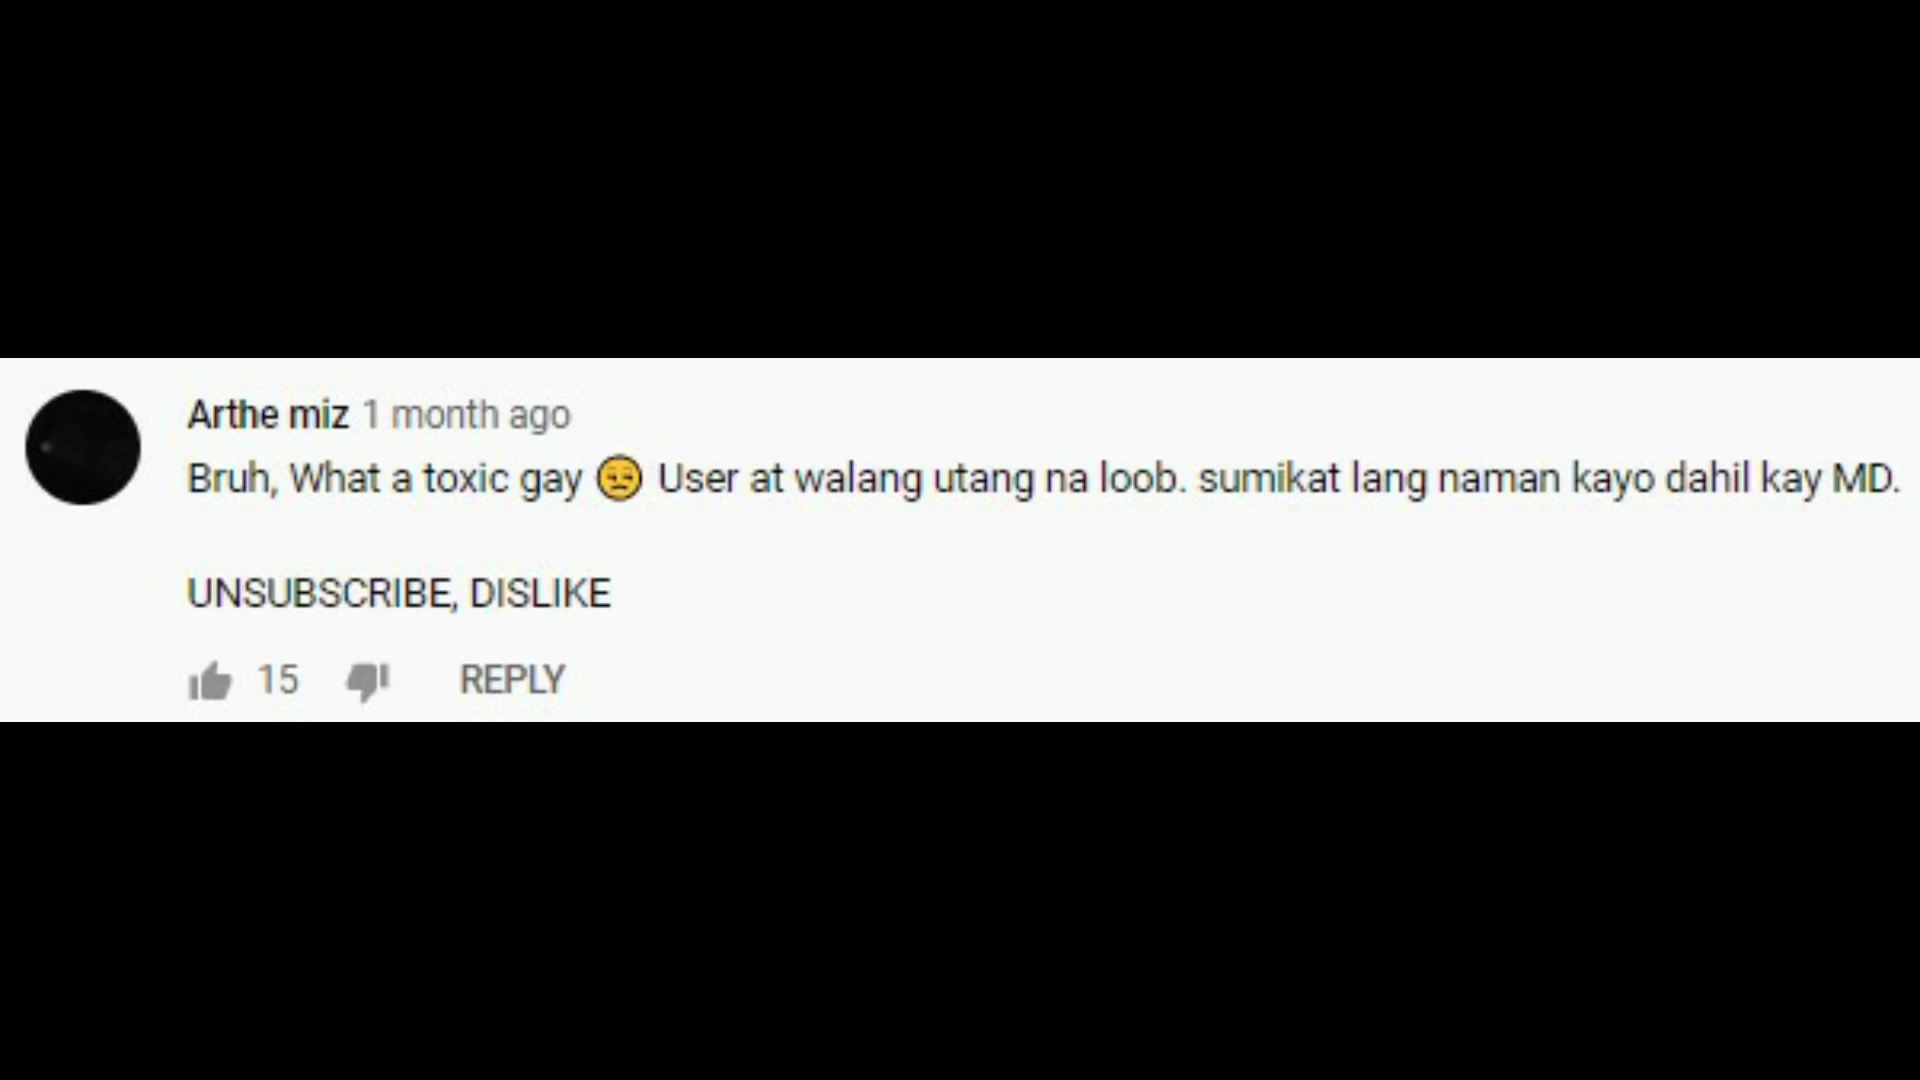 Arthe miz 1 month ago
Bruh, What a toxic gay 😔 User at walang utang na loob. sumikat lang naman kayo dahil kay MD.
UNSUBSCRIBE, DISLIKE
15 REPLY